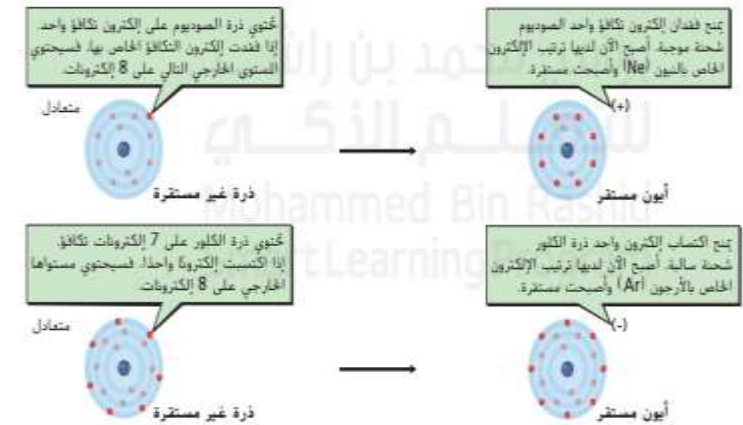 تحتوي ذرة الصوديوم على إلكترون تكافؤ واحد.
إذا فقدت إلكترون التكافؤ الخاص بها، فسيحتوي
المستوى الخارجي التالي على 8 إلكترونات.
متعادل
ذرة غير مستقرة
يمنح فقدان إلكترون تكافؤ واحد الصوديوم
شحنة موجبة. أصبح الآن لديها ترتيب الإلكترون
الخاص بالنيون (Ne) وأصبحت مستقرة.
(+)
أيون مستقر
تحتوي ذرة الكلور على 7 إلكترونات تكافؤ.
إذا اكتسبت إلكترونًا واحدًا. فسيحتوي مستواها
الخارجي على 8 إلكترونات.
متعادل
ذرة غير مستقرة
يمنح اكتساب إلكترون واحد ذرة الكلور
شحنة سالبة. أصبح الآن لديها ترتيب الإلكترون
الخاص بالأرجون (Ar) وأصبحت مستقرة.
(-)
أيون مستقر
محمد بن راشد
للتعلم الذكي
Mohammed Bin Rashid
Smart Learning